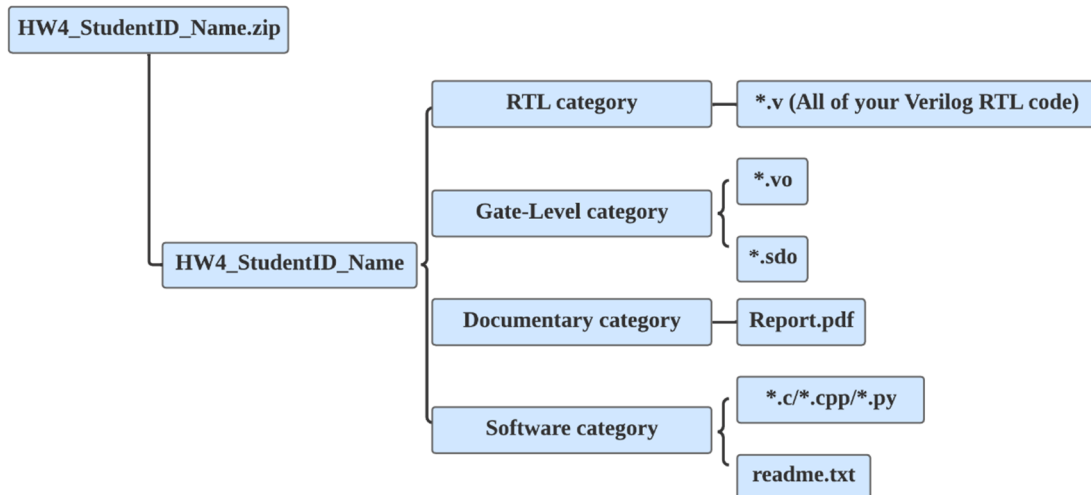 HW4_StudentID_Name.zip
RTL category
*.v (All of your Verilog RTL code)
*.vo
Gate-Level category
*.sdo
HW4_StudentID_Name
Documentary category
Report.pdf
*.c/*.cpp/*.py
Software category
readme.txt